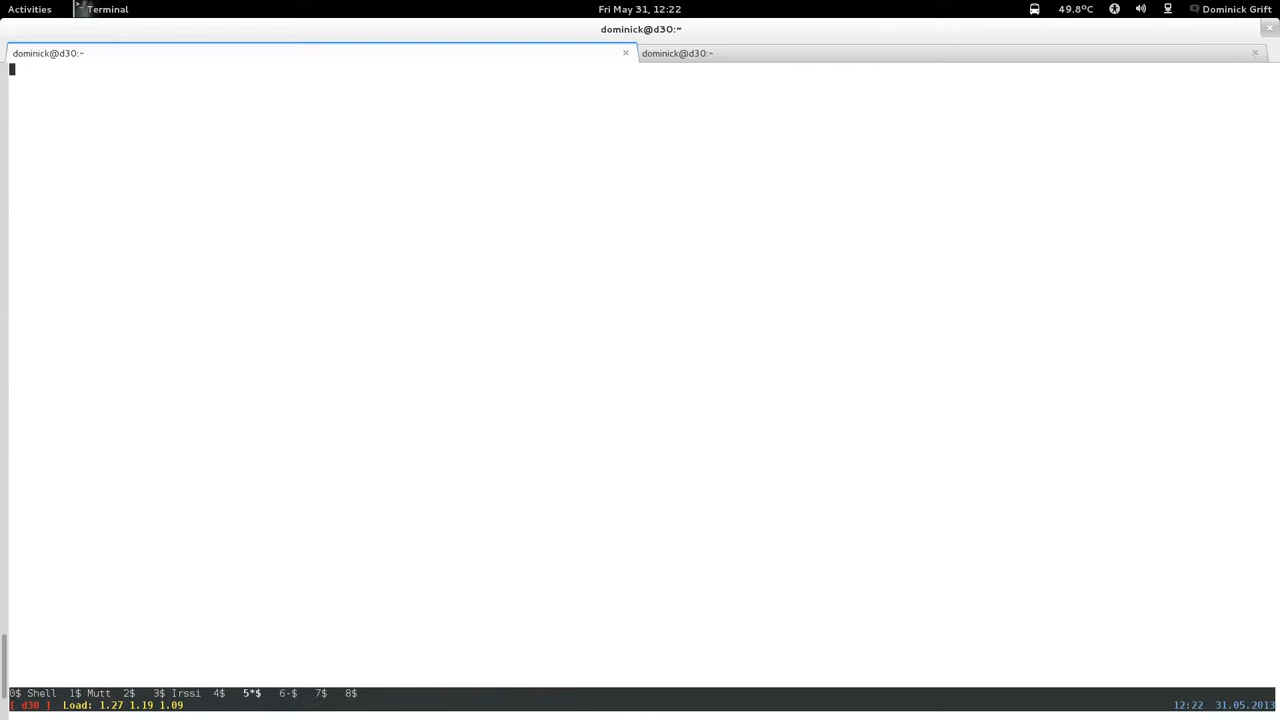 Activities Terminal Fri May 31, 12:22 49.8°C Dominick Grift
dominick@d30:~
dominick@d30:~ dominick@d30:~
0$ Shell 1$ Mutt 2$ 3$ Irssi 4$ 5*$ 6-$ 7$ 8$
[ d30 ] Load: 1.27 1.19 1.09 12:22 31.05.2013